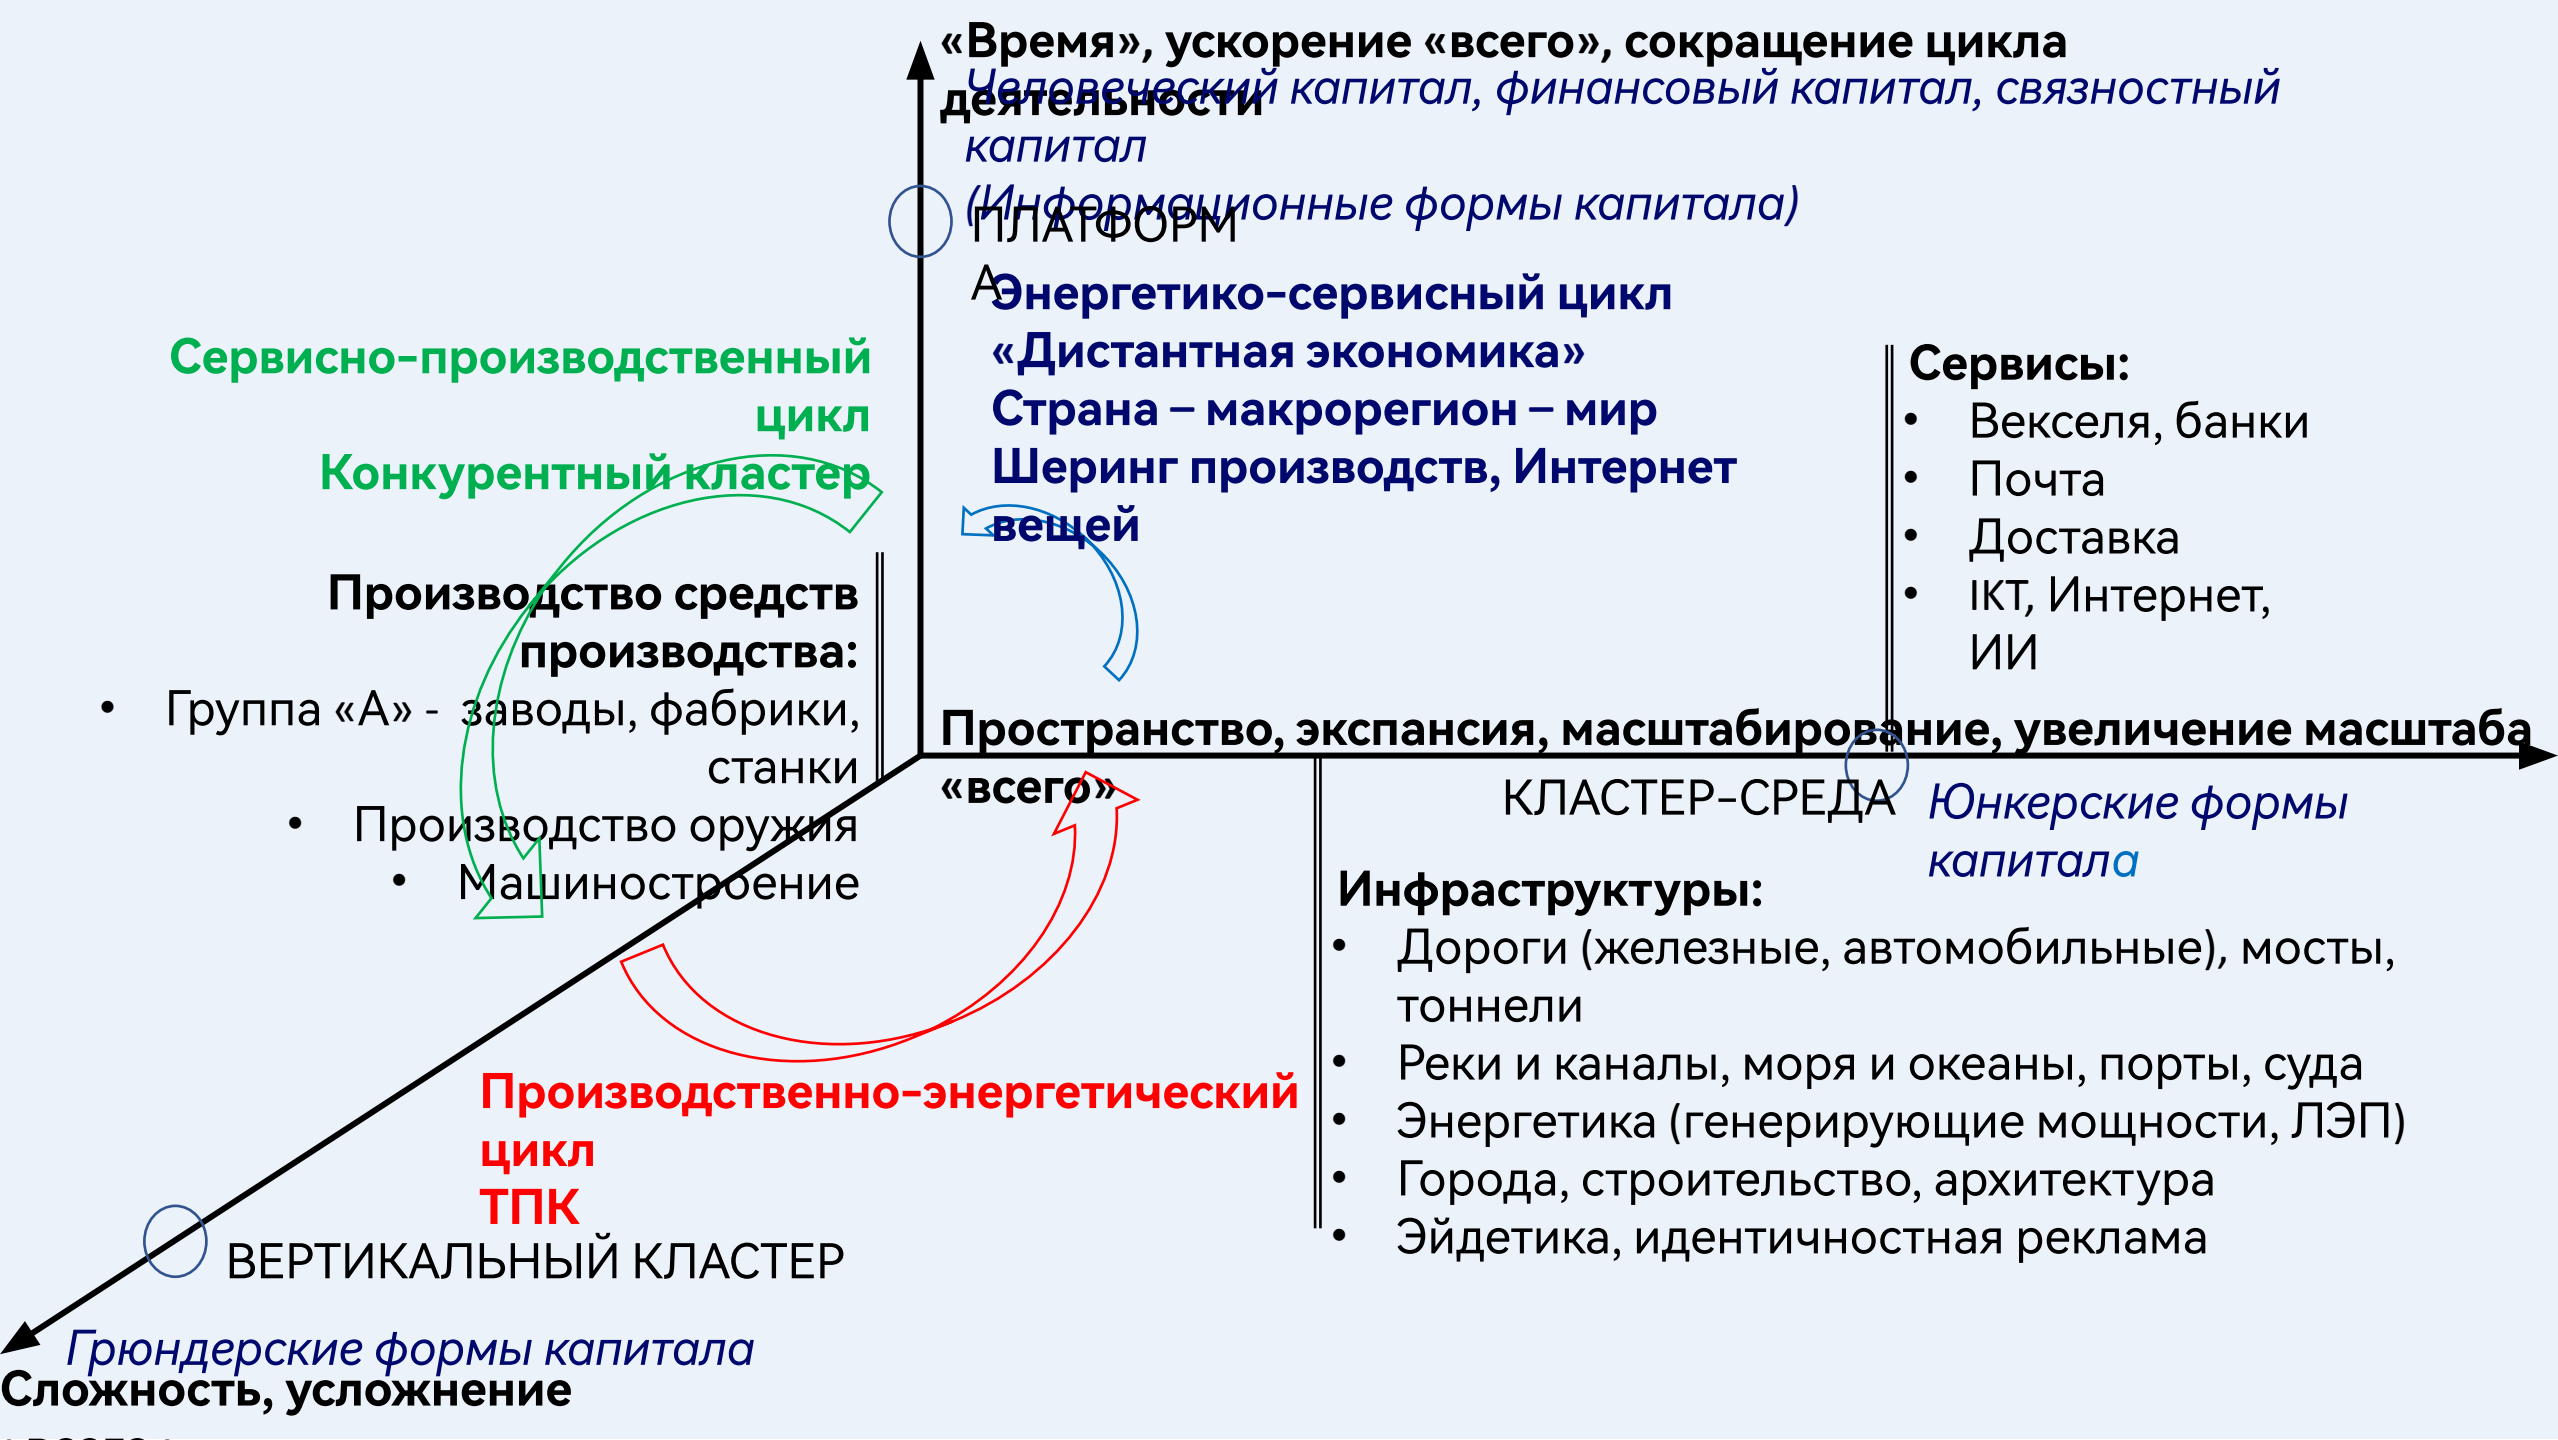 «Время», ускорение «всего», сокращение цикла
деятельности
Человеческий капитал, финансовый капитал, связностный
капитал
(Информационные формы капитала)
ПЛАТФОРМ
А
Энергетико-сервисный цикл
«Дистантная экономика»
Страна – макрорегион – мир
Шеринг производств, Интернет
вещей
Сервисно-производственный
цикл
Конкурентный кластер
Сервисы:
• Векселя, банки
• Почта
• Доставка
• ІКТ, Интернет,
ИИ
Производство средств
производства:
• Группа «А» - заводы, фабрики,
станки
• Производство оружия
• Машиностроение
Пространство, экспансия, масштабирование, увеличение масштаба
«всего»
КЛАСТЕР-СРЕДА
Юнкерские формы
капитала
Инфраструктуры:
• Дороги (железные, автомобильные), мосты,
тоннели
• Реки и каналы, моря и океаны, порты, суда
• Энергетика (генерирующие мощности, ЛЭП)
• Города, строительство, архитектура
• Эйдетика, идентичностная реклама
Производственно-энергетический
цикл
ТПК
ВЕРТИКАЛЬНЫЙ КЛАСТЕР
Грюндерские формы капитала
Сложность, усложнение